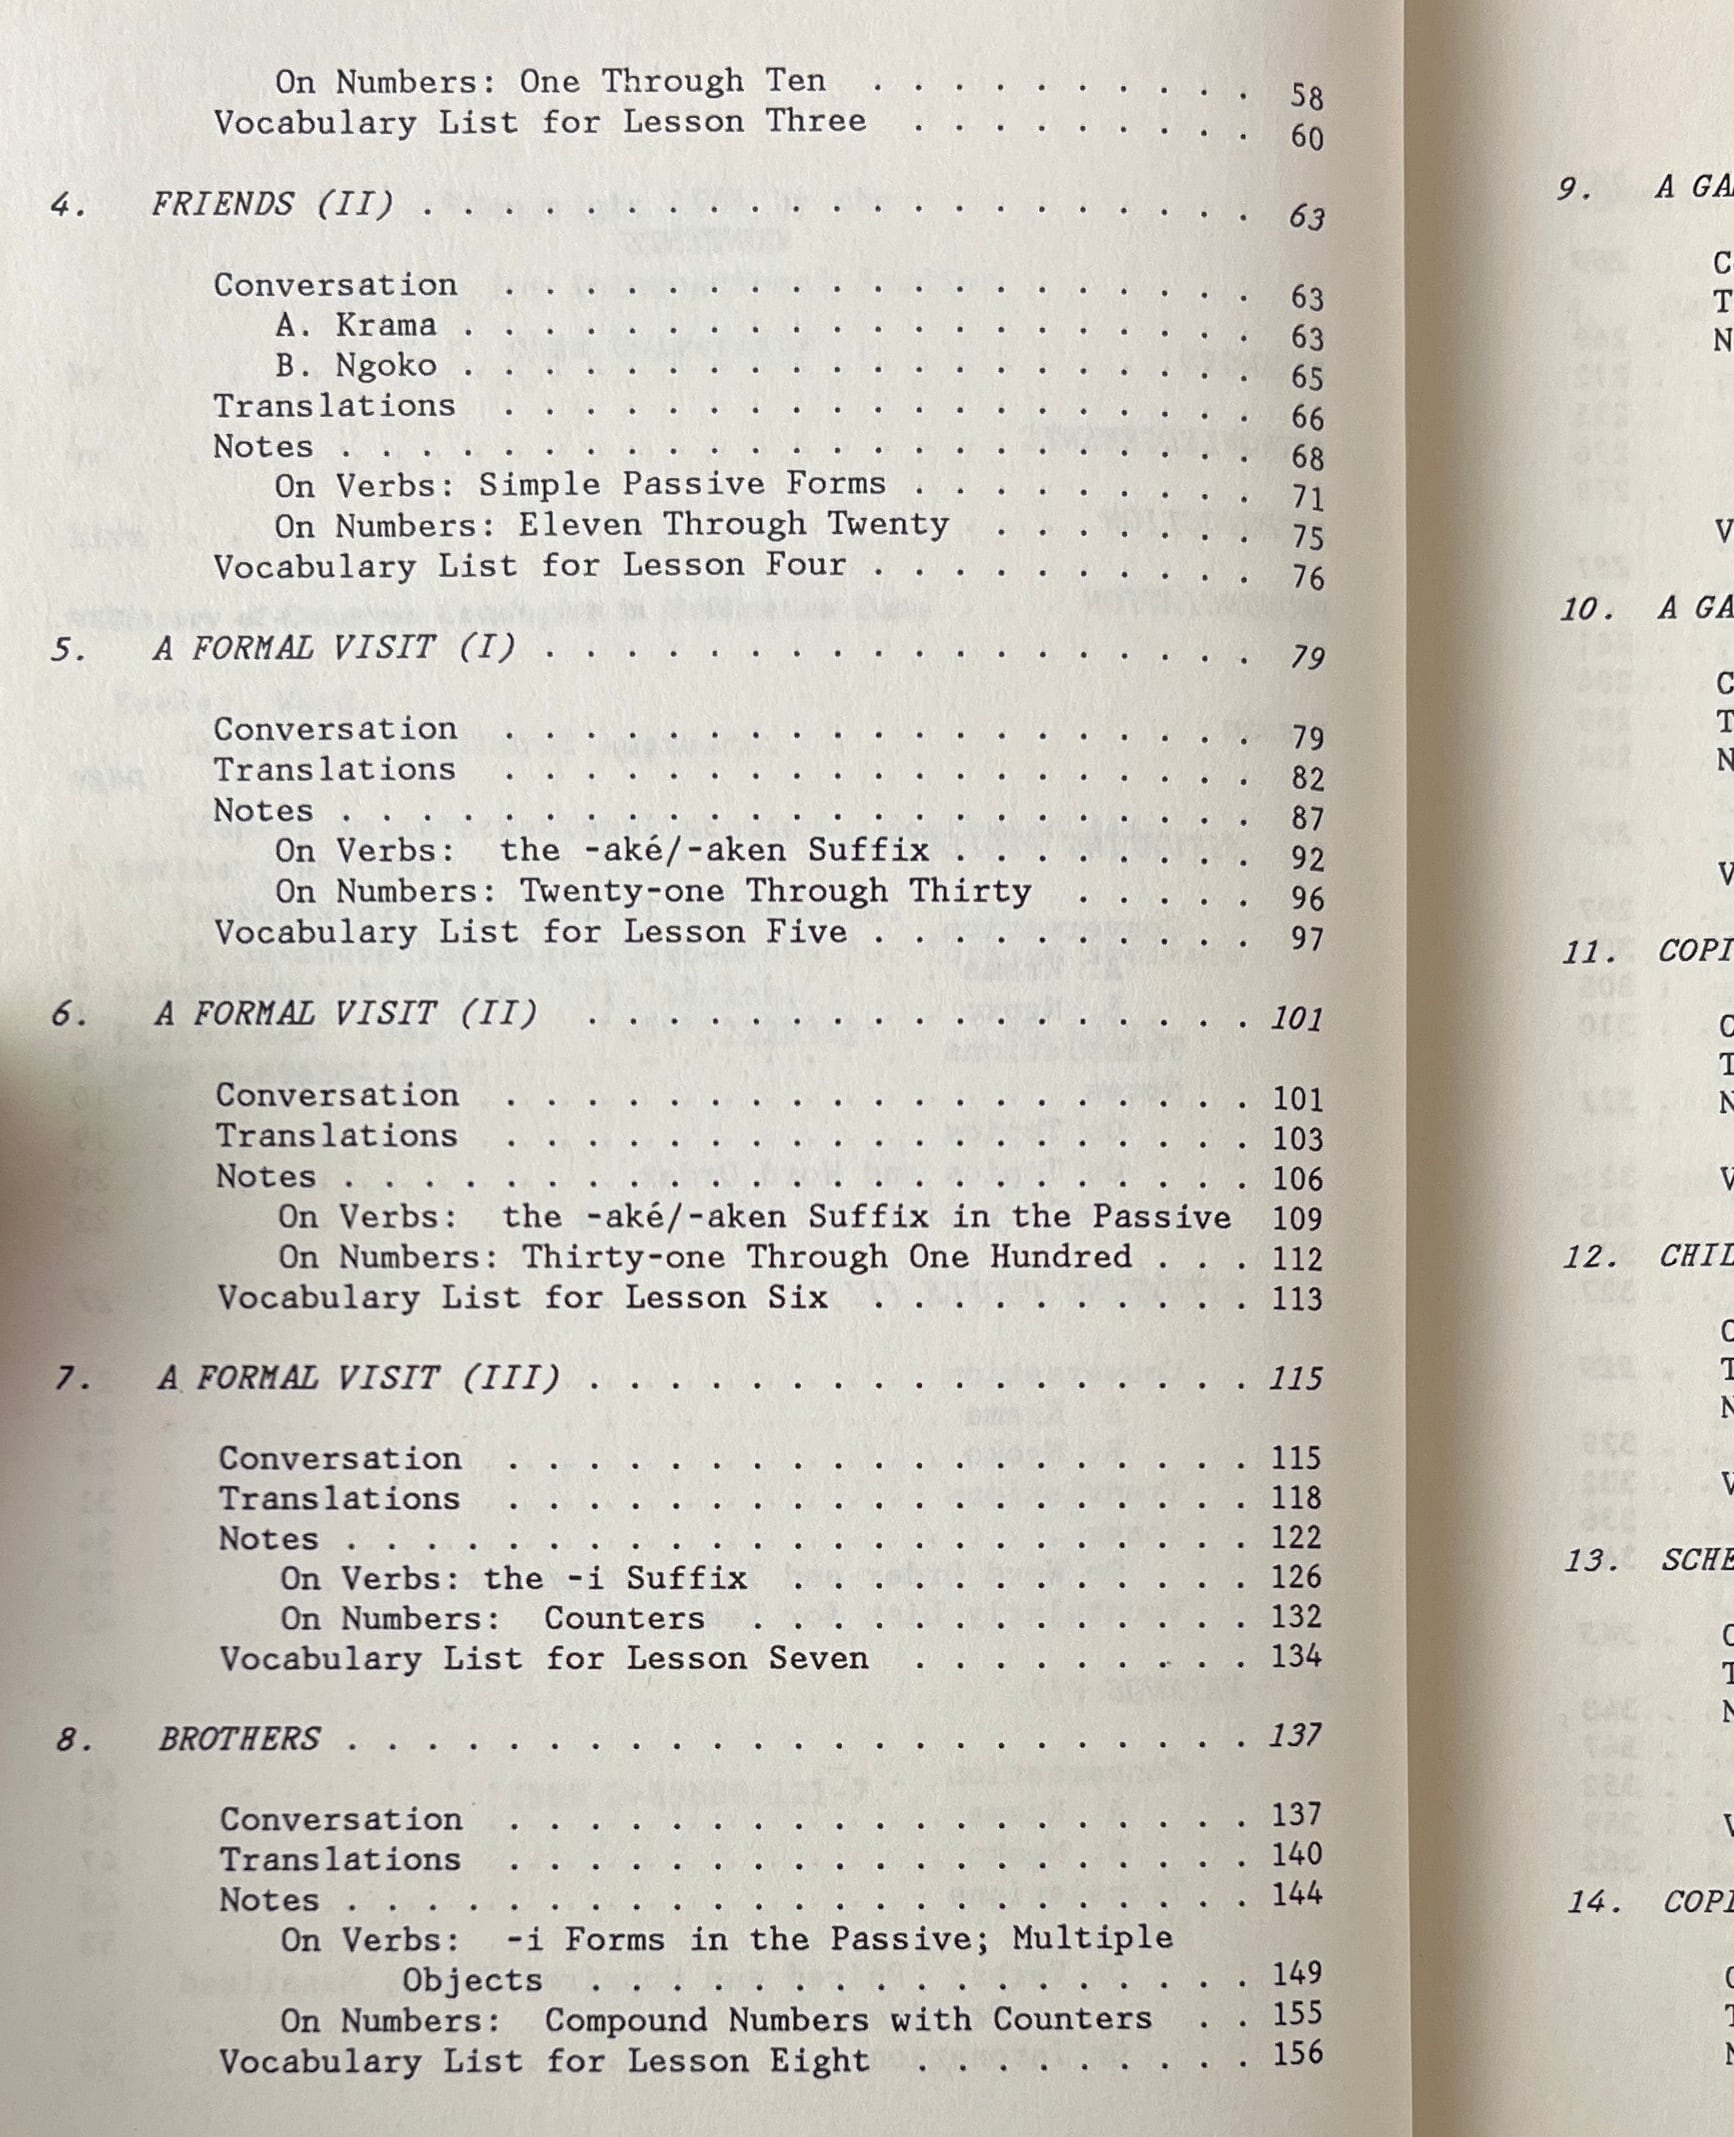 On Numbers: One Through Ten . . . . . . . . . . 58
Vocabulary List for Lesson Three . . . . . . . . . 60
4. FRIENDS (II) . . . . . . . . . . . . . . . . . . . . . 63
Conversation . . . . . . . . . . . . . . . . . . . 63
A. Krama . . . . . . . . . . . . . . . . . . . . 63
B. Ngoko . . . . . . . . . . . . . . . . . . . . 65
Translations . . . . . . . . . . . . . . . . . . . 66
Notes . . . . . . . . . . . . . . . . . . . . . . . 68
On Verbs: Simple Passive Forms . . . . . . . . . 71
On Numbers: Eleven Through Twenty . . . . . . . 75
Vocabulary List for Lesson Four . . . . . . . . . . 76
5. A FORMAL VISIT (I) . . . . . . . . . . . . . . . . . . 79
Conversation . . . . . . . . . . . . . . . . . . . 79
Translations . . . . . . . . . . . . . . . . . . . 82
Notes . . . . . . . . . . . . . . . . . . . . . . . 87
On Verbs: the -aké/-aken Suffix . . . . . . . . 92
On Numbers: Twenty-one Through Thirty . . . . . 96
Vocabulary List for Lesson Five . . . . . . . . . . 97
6. A FORMAL VISIT (II) . . . . . . . . . . . . . . . . . 101
Conversation . . . . . . . . . . . . . . . . . . . 101
Translations . . . . . . . . . . . . . . . . . . . 103
Notes . . . . . . . . . . . . . . . . . . . . . . . 106
On Verbs: the -aké/-aken Suffix in the Passive 109
On Numbers: Thirty-one Through One Hundred . . . 112
Vocabulary List for Lesson Six . . . . . . . . . . 113
7. A FORMAL VISIT (III) . . . . . . . . . . . . . . . . . 115
Conversation . . . . . . . . . . . . . . . . . . . 115
Translations . . . . . . . . . . . . . . . . . . . 118
Notes . . . . . . . . . . . . . . . . . . . . . . . 122
On Verbs: the -i Suffix . . . . . . . . . . . . 126
On Numbers: Counters . . . . . . . . . . . . . 132
Vocabulary List for Lesson Seven . . . . . . . . . 134
8. BROTHERS . . . . . . . . . . . . . . . . . . . . . . . 137
Conversation . . . . . . . . . . . . . . . . . . . 137
Translations . . . . . . . . . . . . . . . . . . . 140
Notes . . . . . . . . . . . . . . . . . . . . . . . 144
On Verbs: -i Forms in the Passive; Multiple
Objects . . . . . . . . . . . . . . . . . 149
On Numbers: Compound Numbers with Counters . . 155
Vocabulary List for Lesson Eight . . . . . . . . . 156
9. A
10. A
11.
12.
13.
14.